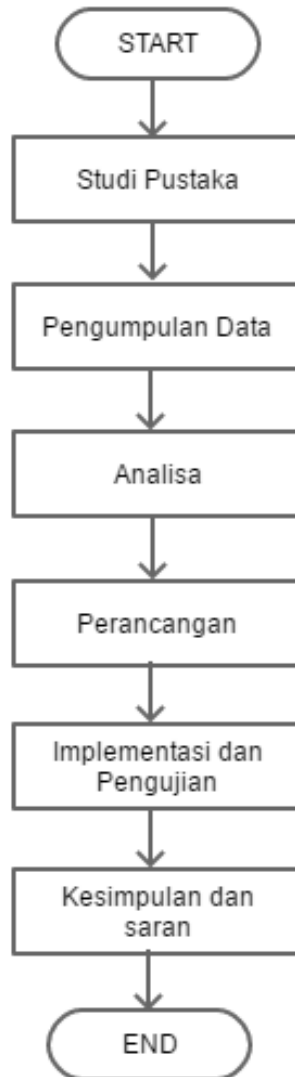 START
Studi Pustaka
Pengumpulan Data
Analisa
Perancangan
Implementasi dan
Pengujian
Kesimpulan dan
saran
END